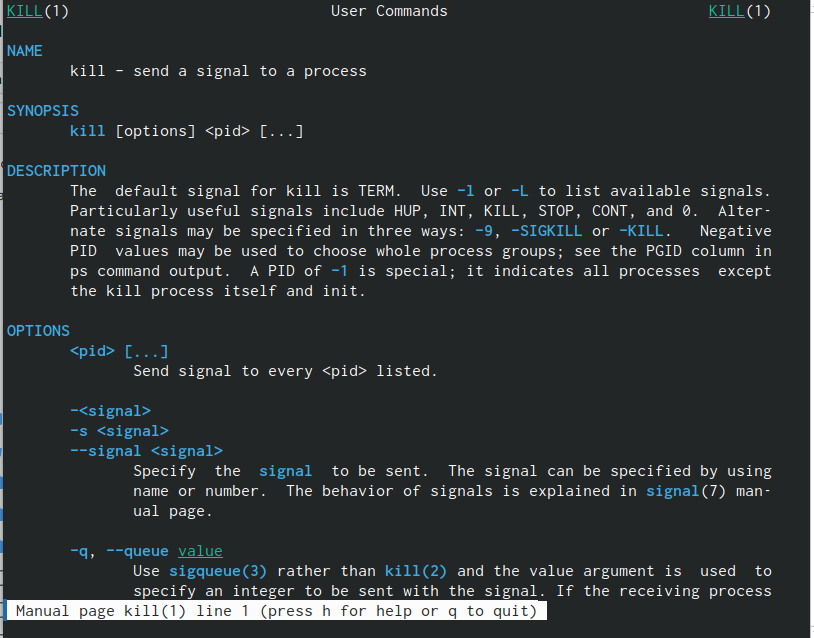 KILL(1) User Commands KILL(1)
NAME
kill - send a signal to a process
SYNOPSIS
kill [options] <pid> [...]
DESCRIPTION
The default signal for kill is TERM. Use -l or -L to list available signals.
Particularly useful signals include HUP, INT, KILL, STOP, CONT, and 0. Alter-
nate signals may be specified in three ways: -9, -SIGKILL or -KILL. Negative
PID values may be used to choose whole process groups; see the PGID column in
ps command output. A PID of -1 is special; it indicates all processes except
the kill process itself and init.
OPTIONS
<pid> [...]
Send signal to every <pid> listed.
-<signal>
-s <signal>
--signal <signal>
Specify the signal to be sent. The signal can be specified by using
name or number. The behavior of signals is explained in signal(7) man-
ual page.
-q, --queue value
Use sigqueue(3) rather than kill(2) and the value argument is used to
specify an integer to be sent with the signal. If the receiving process
Manual page kill(1) line 1 (press h for help or q to quit)